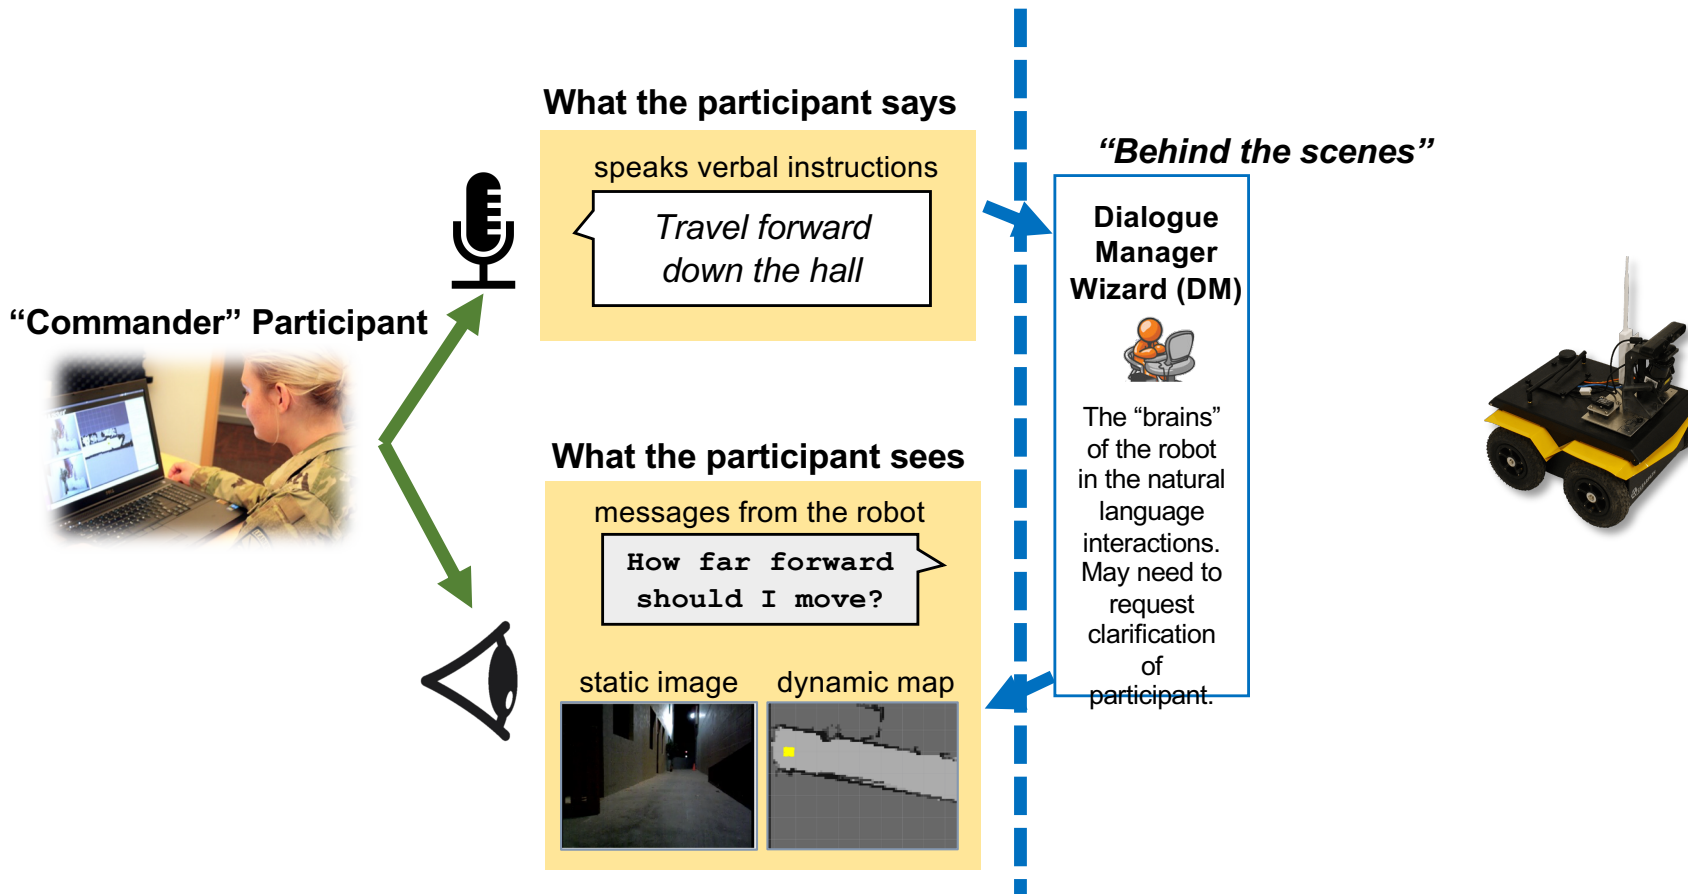 What the participant says
speaks verbal instructions
Travel forward
down the hall
“Commander” Participant
What the participant sees
messages from the robot
How far forward
should I move?
static image
dynamic map
“Behind the scenes”
Dialogue
Manager
Wizard (DM)
The “brains”
of the robot
in the natural
language
interactions.
May need to
request
clarification
of
participant.